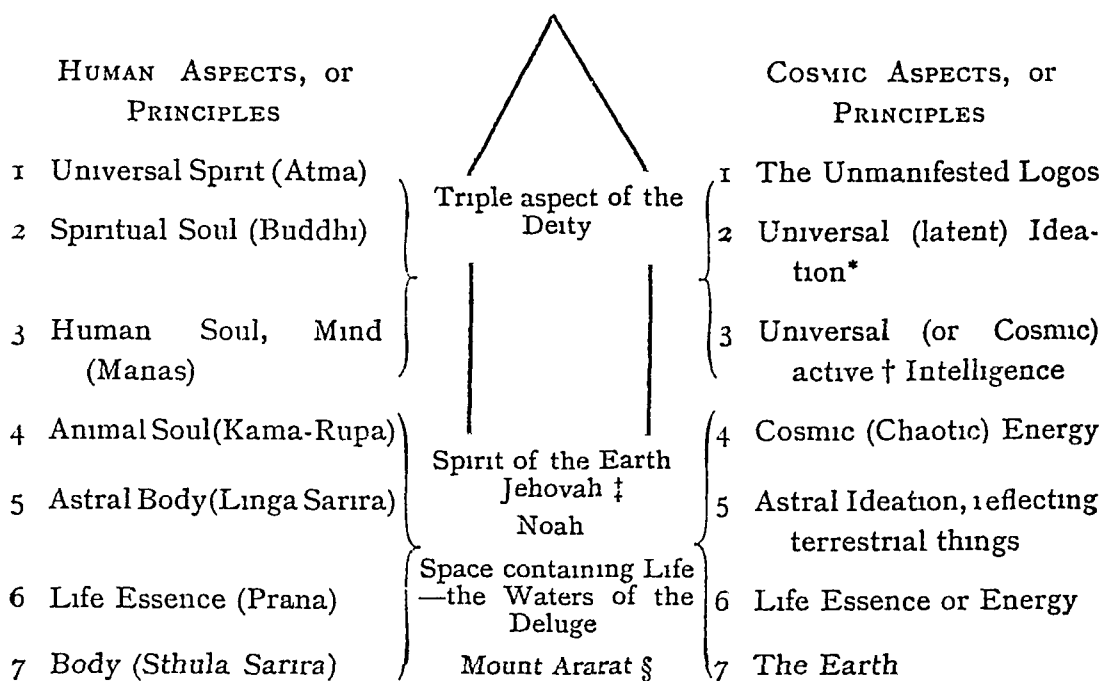 HUMAN ASPECTS, OR
PRINCIPLES
1 Universal Spirit (Atma)
2 Spiritual Soul (Buddhi)
3 Human Soul, Mind
(Manas)
4 Animal Soul (Kama-Rupa)
5 Astral Body (Linga Sarira)
6 Life Essence (Prana)
7 Body (Sthula Sarira)
Triple aspect of the
Deity
Spirit of the Earth
Jehovah ‡
Noah
Space containing Life
—the Waters of the
Deluge
Mount Ararat §
COSMIC ASPECTS, OR
PRINCIPLES
1 The Unmanifested Logos
2 Universal (latent) Idea-
tion*
3 Universal (or Cosmic)
active † Intelligence
4 Cosmic (Chaotic) Energy
5 Astral Ideation, reflecting
terrestrial things
6 Life Essence or Energy
7 The Earth